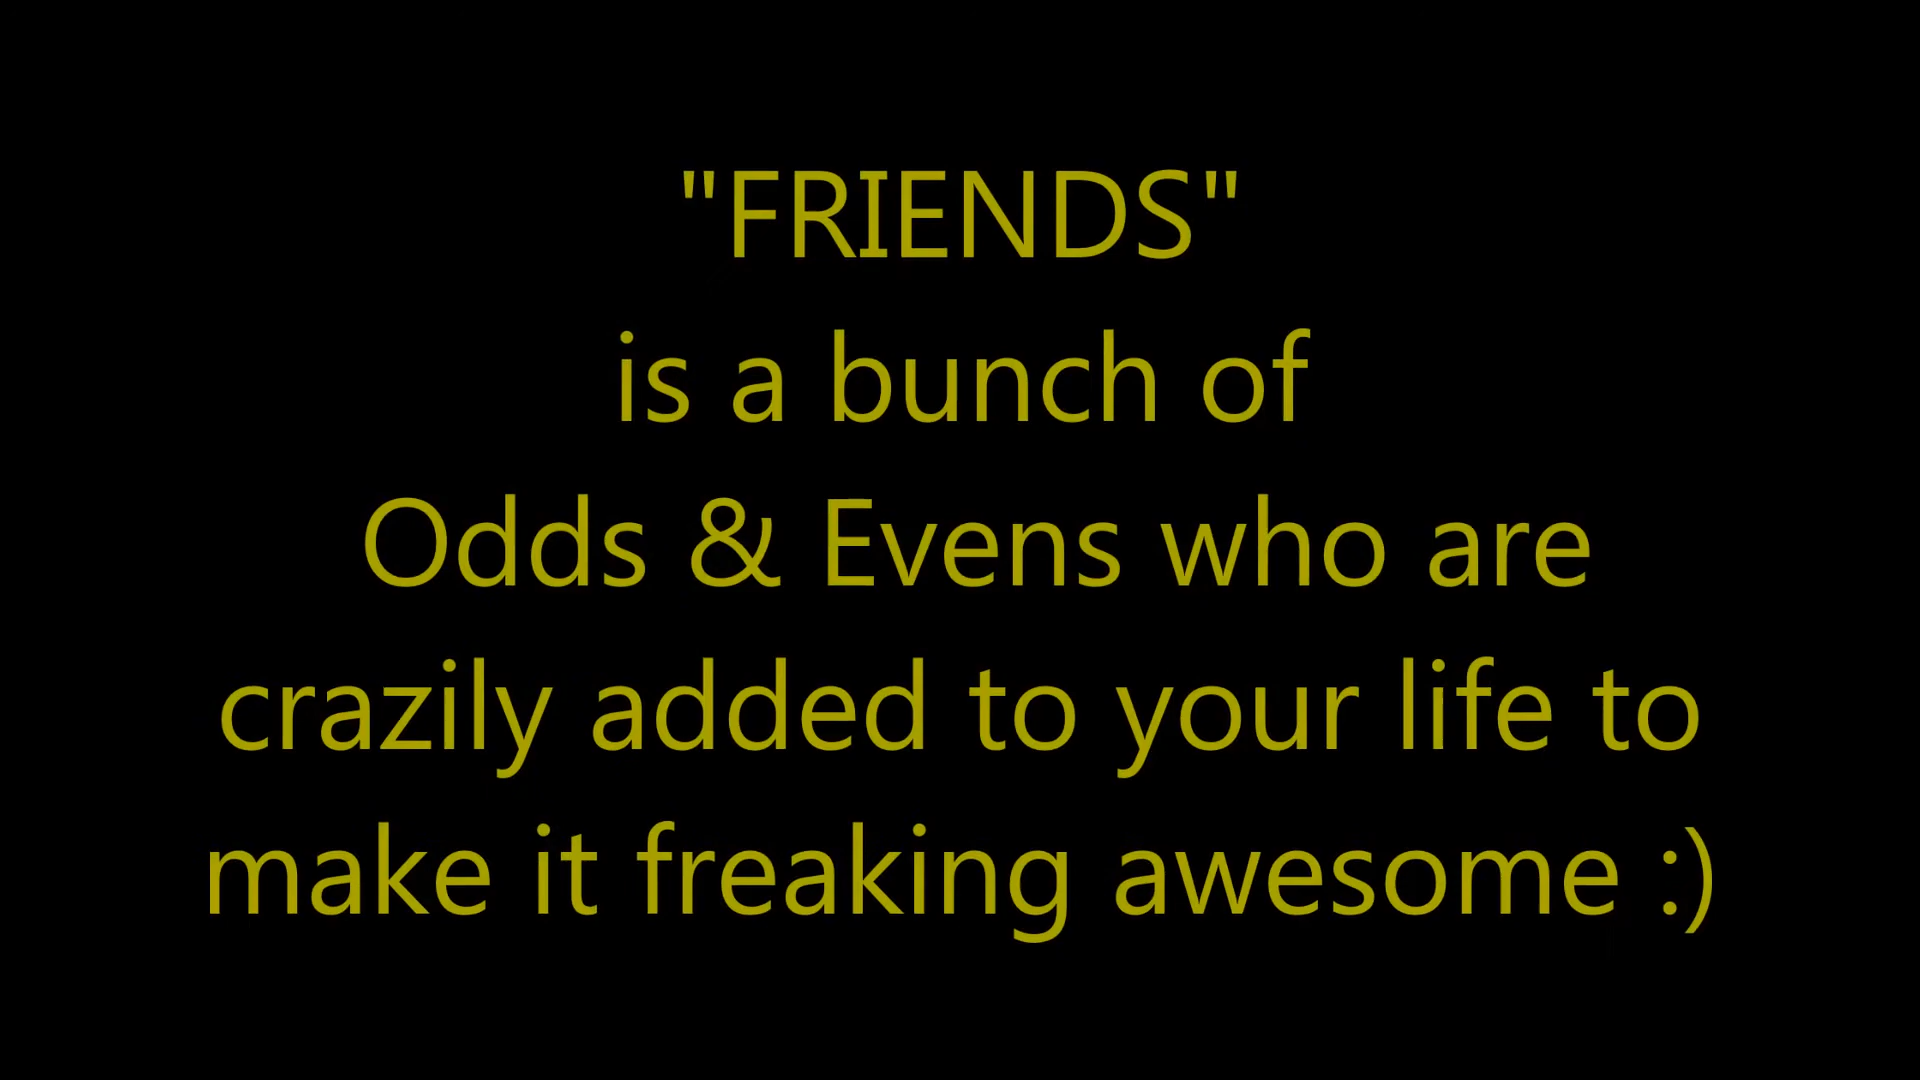 "FRIENDS"
is a bunch of
Odds & Evens who are
crazily added to your life to
make it freaking awesome :)